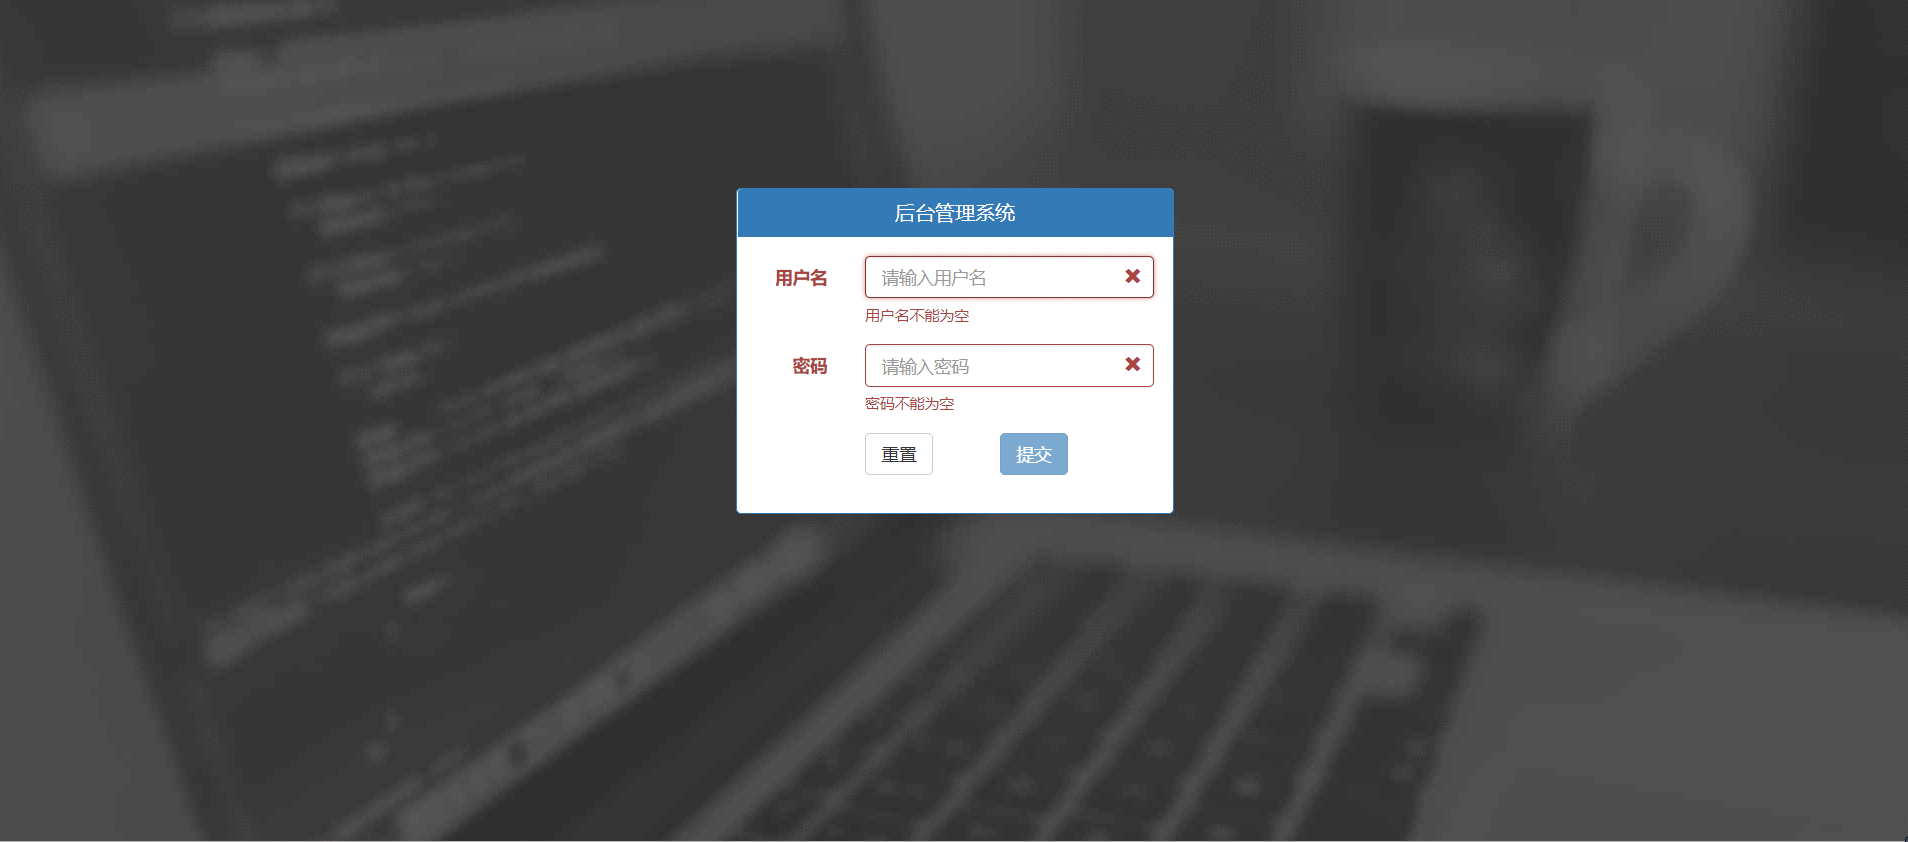 后台管理系统
用户名
请输入用户名
用户名不能为空
密码
请输入密码
密码不能为空
重置
提交